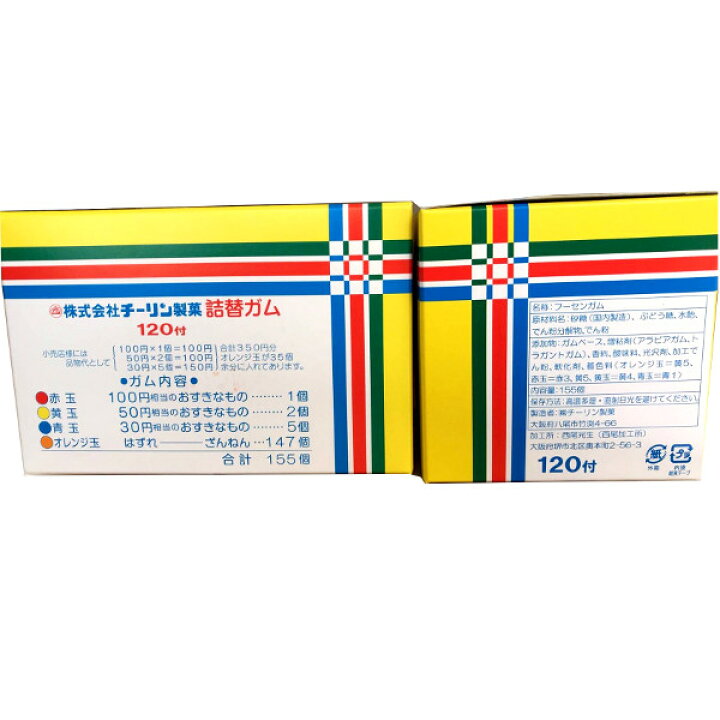 株式会社チーリン製菓 詰替ガム
120付
小売店様には
品物代として
100円×1個=100円
50円×2個=100円
30円×5個=150円
合計350円分
オレンジ玉が35個
余分に入れてあります。
●ガム内容●
赤玉 100円相当のおすきなもの………1個
黄玉 50円相当のおすきなもの………2個
青玉 30円相当のおすきなもの………5個
オレンジ玉 はずれ――ざんねん―147個
合計 155個
名称:フーセンガム
原材料名:砂糖(国内製造)、ぶどう糖、水飴、
でん粉分解物、でん粉
添加物:ガムベース、増粘剤(アラビアガム、ト
ラガントガム)、香料、酸味料、光沢剤、加工で
ん粉、軟化剤、着色料(オレンジ玉=黄5、
赤玉=赤3、黄5、黄玉=黄4、青玉=青1)
内容量:155個
保存方法:高温多湿・直射日光を避けてください。
製造者:㈱チーリン製菓
大阪府八尾市竹渕4-66
加工所:西尾光生(西尾加工所)
大阪府堺市北区奥本町2-56-3
120付
紙
外箱
プラ
内袋